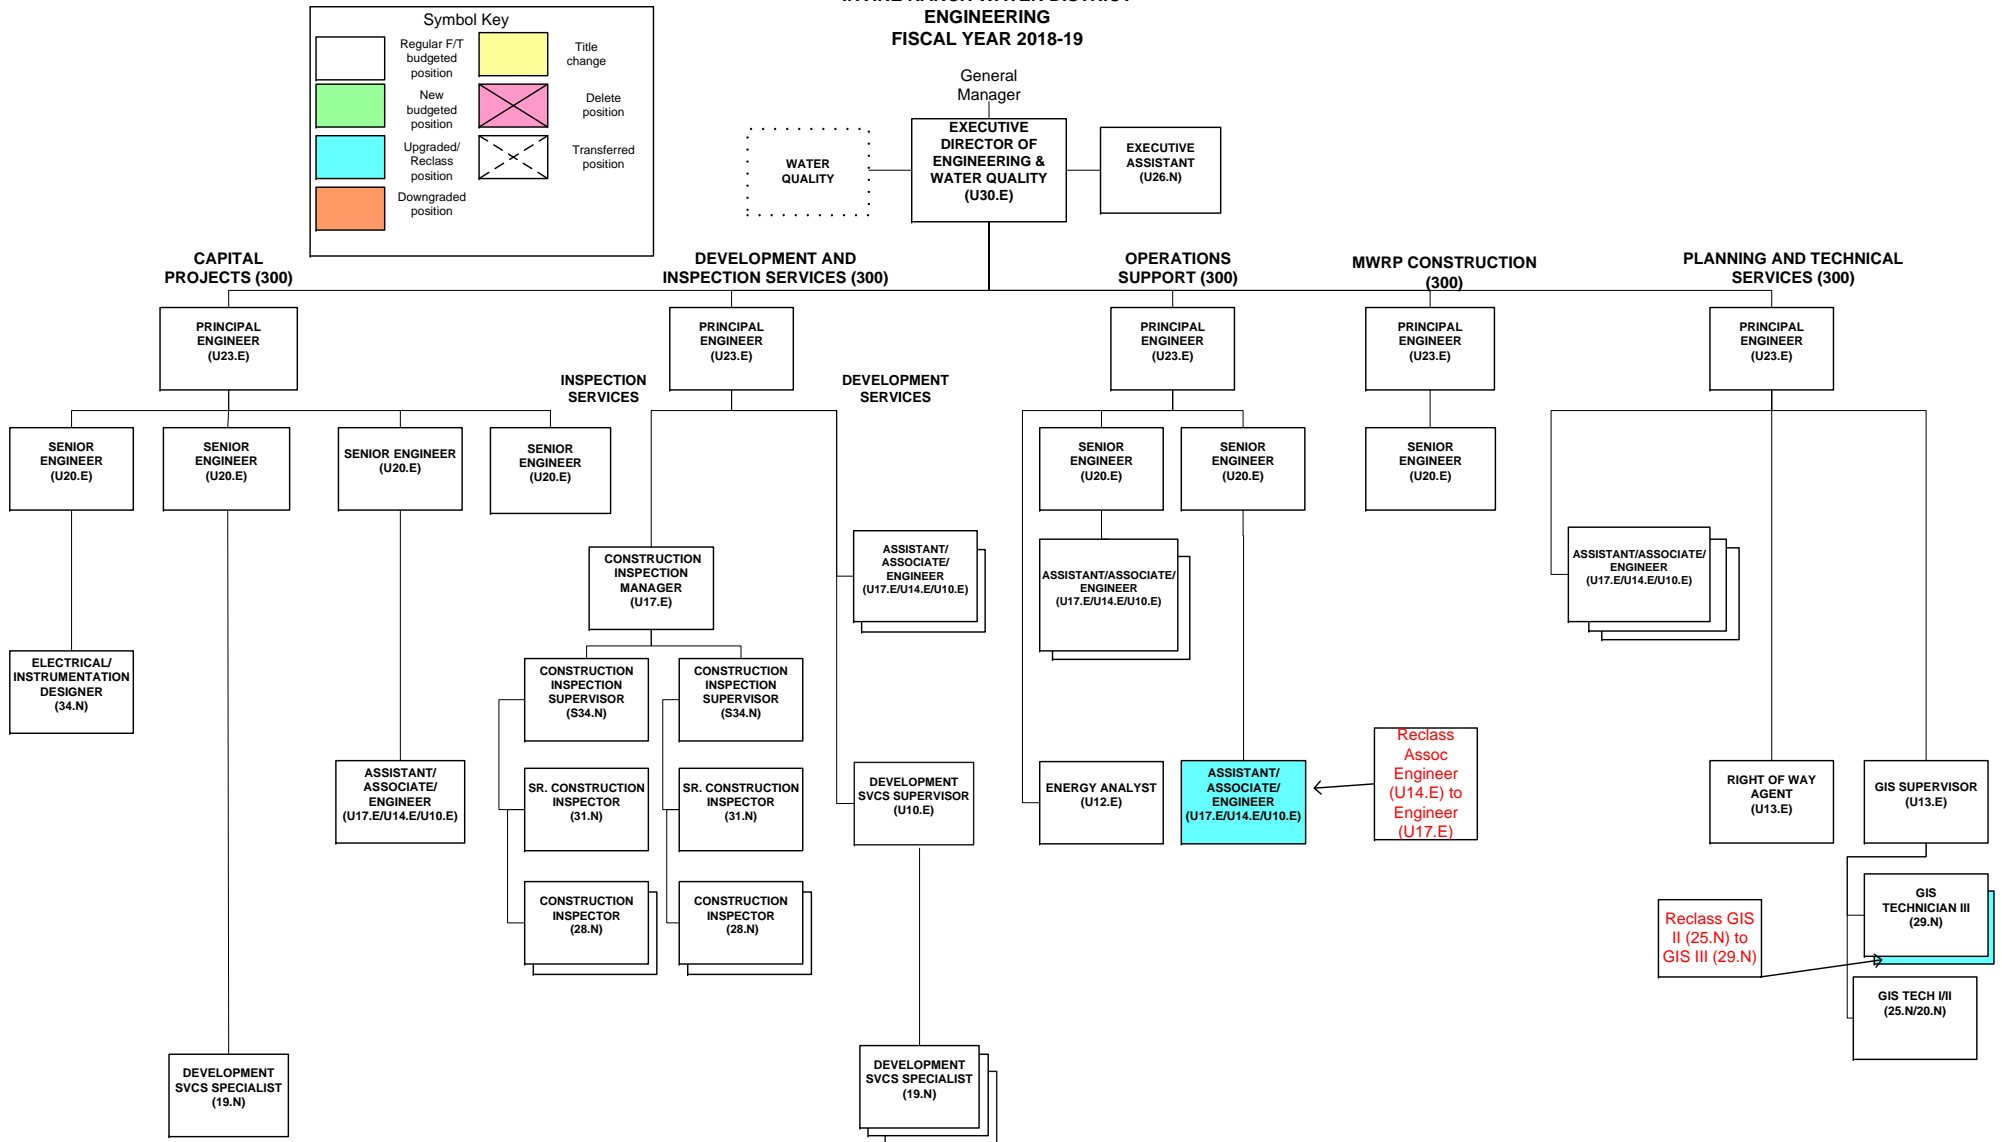 ENGINEERING
FISCAL YEAR 2018-19
Symbol Key
Regular F/T
budgeted
position
Title
change
New
budgeted
position
Delete
position
Upgraded/
Reclass
position
Transferred
position
Downgraded
position
General
Manager
WATER
QUALITY
EXECUTIVE
DIRECTOR OF
ENGINEERING &
WATER QUALITY
(U30.E)
EXECUTIVE
ASSISTANT
(U26.N)
CAPITAL
PROJECTS (300)
DEVELOPMENT AND
INSPECTION SERVICES (300)
OPERATIONS
SUPPORT (300)
MWRP CONSTRUCTION
(300)
PLANNING AND TECHNICAL
SERVICES (300)
PRINCIPAL
ENGINEER
(U23.E)
PRINCIPAL
ENGINEER
(U23.E)
PRINCIPAL
ENGINEER
(U23.E)
PRINCIPAL
ENGINEER
(U23.E)
PRINCIPAL
ENGINEER
(U23.E)
INSPECTION
SERVICES
DEVELOPMENT
SERVICES
SENIOR
ENGINEER
(U20.E)
SENIOR
ENGINEER
(U20.E)
SENIOR ENGINEER
(U20.E)
SENIOR
ENGINEER
(U20.E)
SENIOR
ENGINEER
(U20.E)
SENIOR
ENGINEER
(U20.E)
SENIOR
ENGINEER
(U20.E)
CONSTRUCTION
INSPECTION
MANAGER
(U17.E)
ASSISTANT/
ASSOCIATE/
ENGINEER
(U17.E/U14.E/U10.E)
ASSISTANT/ASSOCIATE/
ENGINEER
(U17.E/U14.E/U10.E)
ASSISTANT/ASSOCIATE/
ENGINEER
(U17.E/U14.E/U10.E)
ELECTRICAL/
INSTRUMENTATION
DESIGNER
(34.N)
CONSTRUCTION
INSPECTION
SUPERVISOR
(S34.N)
CONSTRUCTION
INSPECTION
SUPERVISOR
(S34.N)
ASSISTANT/
ASSOCIATE/
ENGINEER
(U17.E/U14.E/U10.E)
SR. CONSTRUCTION
INSPECTOR
(31.N)
SR. CONSTRUCTION
INSPECTOR
(31.N)
DEVELOPMENT
SVCS SUPERVISOR
(U10.E)
ENERGY ANALYST
(U12.E)
ASSISTANT/
ASSOCIATE/
ENGINEER
(U17.E/U14.E/U10.E)
Reclass
Assoc
Engineer
(U14.E) to
Engineer
(U17.E)
RIGHT OF WAY
AGENT
(U13.E)
GIS SUPERVISOR
(U13.E)
CONSTRUCTION
INSPECTOR
(28.N)
CONSTRUCTION
INSPECTOR
(28.N)
Reclass GIS
II (25.N) to
GIS III (29.N)
GIS
TECHNICIAN III
(29.N)
GIS TECH I/II
(25.N/20.N)
DEVELOPMENT
SVCS SPECIALIST
(19.N)
DEVELOPMENT
SVCS SPECIALIST
(19.N)